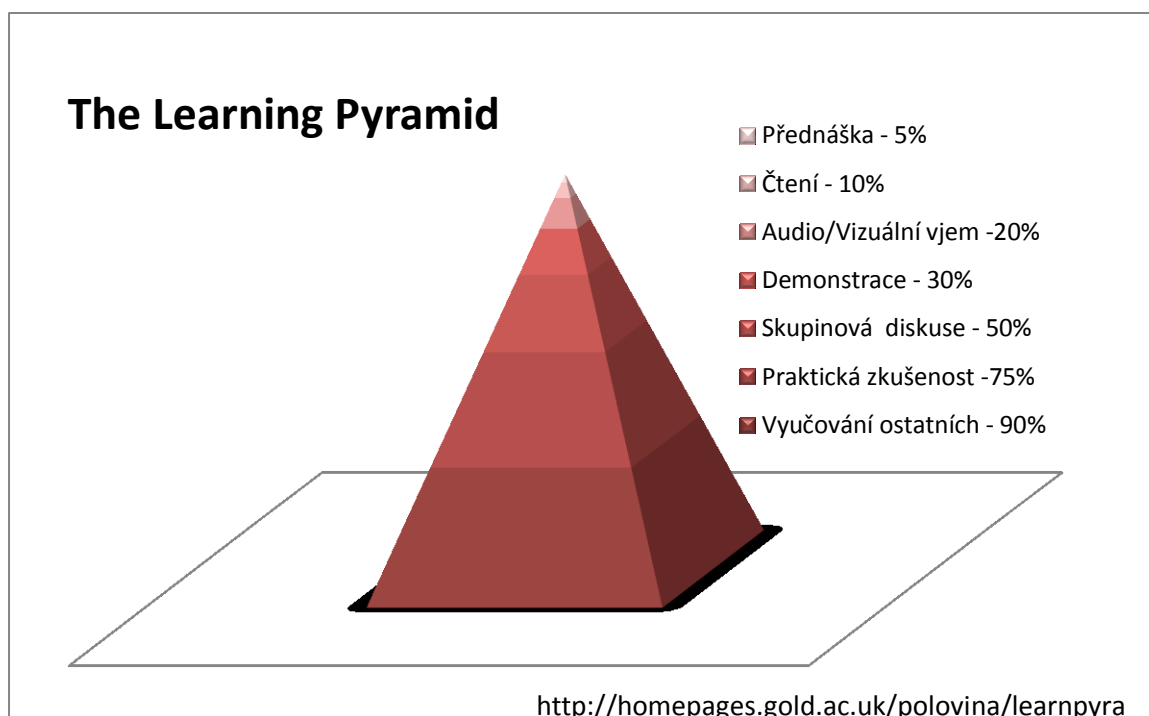 The Learning Pyramid
Přednáška - 5%
Čtení - 10%
Audio/Vizuální vjem -20%
Demonstrace - 30%
Skupinová  diskuse - 50%
Praktická zkušenost -75%
Vyučování ostatních - 90%
http://homepages.gold.ac.uk/polovina/learnpyra